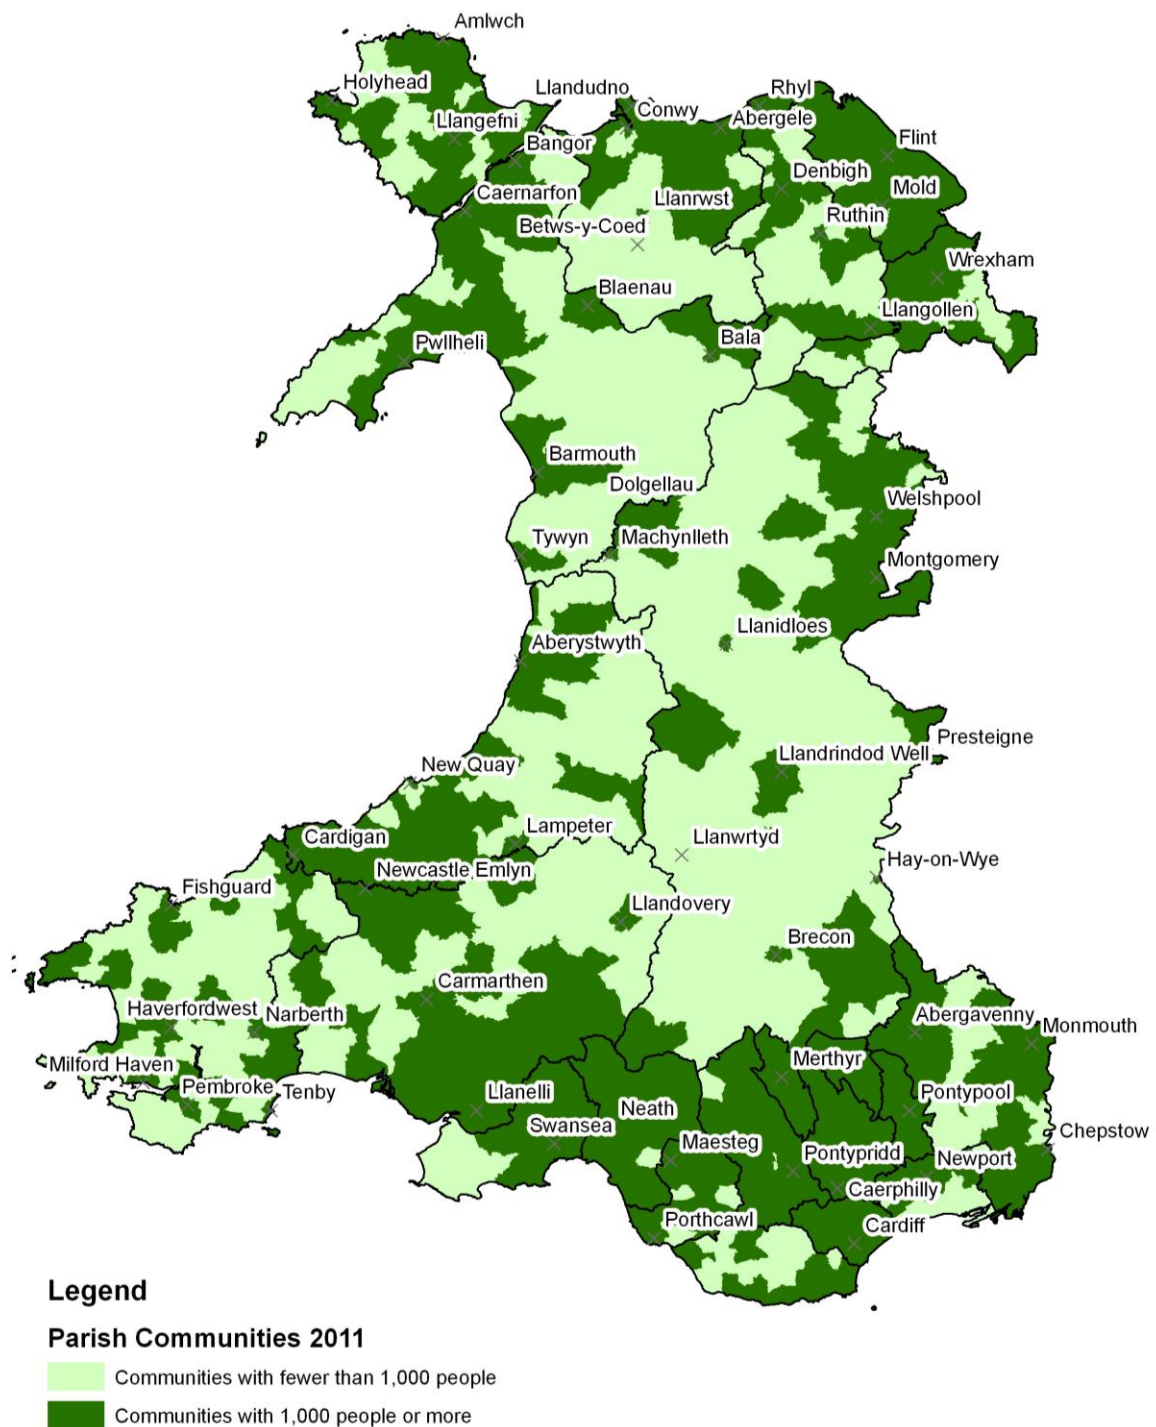 Amlwch
Holyhead
Llandudno
Rhyl
Conwy
Abergele
Llangefni
Bangor
Flint
Denbigh
Mold
Caernarfon
Llanrwst
Ruthin
Betws-y-Coed
Wrexham
Blaenau
Llangollen
Bala
Pwllheli
Barmouth
Dolgellau
Welshpool
Tywyn
Machynlleth
Montgomery
Llanidloes
Aberystwyth
Presteigne
Llandrindod Well
New Quay
Lampeter
Cardigan
Llanwrtyd
Hay-on-Wye
Newcastle Emlyn
Fishguard
Llandovery
Brecon
Carmarthen
Haverfordwest
Narberth
Abergavenny
Monmouth
Milford Haven
Merthyr
Pembroke
Tenby
Llanelli
Neath
Pontypool
Swansea
Chepstow
Maesteg
Pontypridd
Newport
Caerphilly
Porthcawl
Cardiff
Legend
Parish Communities 2011
Communities with fewer than 1,000 people
Communities with 1,000 people or more